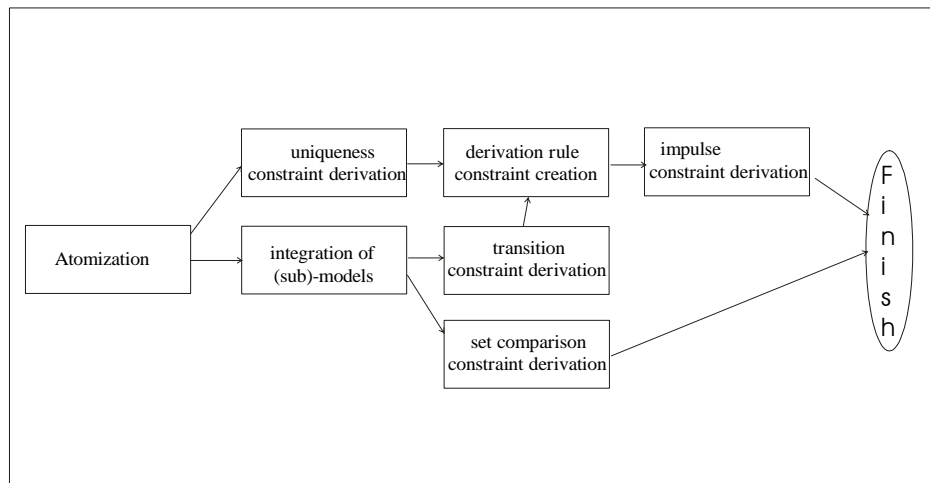 uniqueness
constraint derivation
derivation rule
constraint creation
impulse
constraint derivation
Atomization
integration of
(sub)-models
transition
constraint derivation
set comparison
constraint derivation
Finish